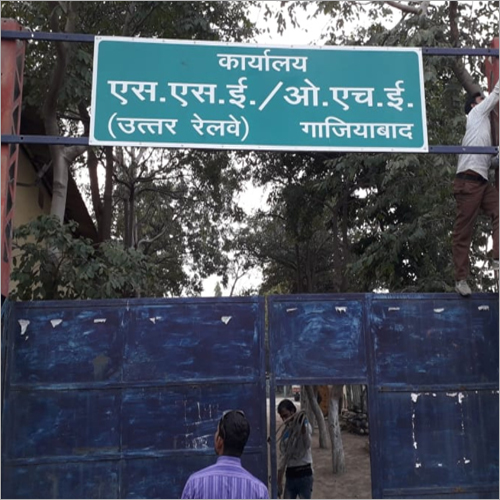 कार्यालय
एस.एस.ई./ओ.एच.ई.
(उत्तर रेलवे) गाजियाबाद